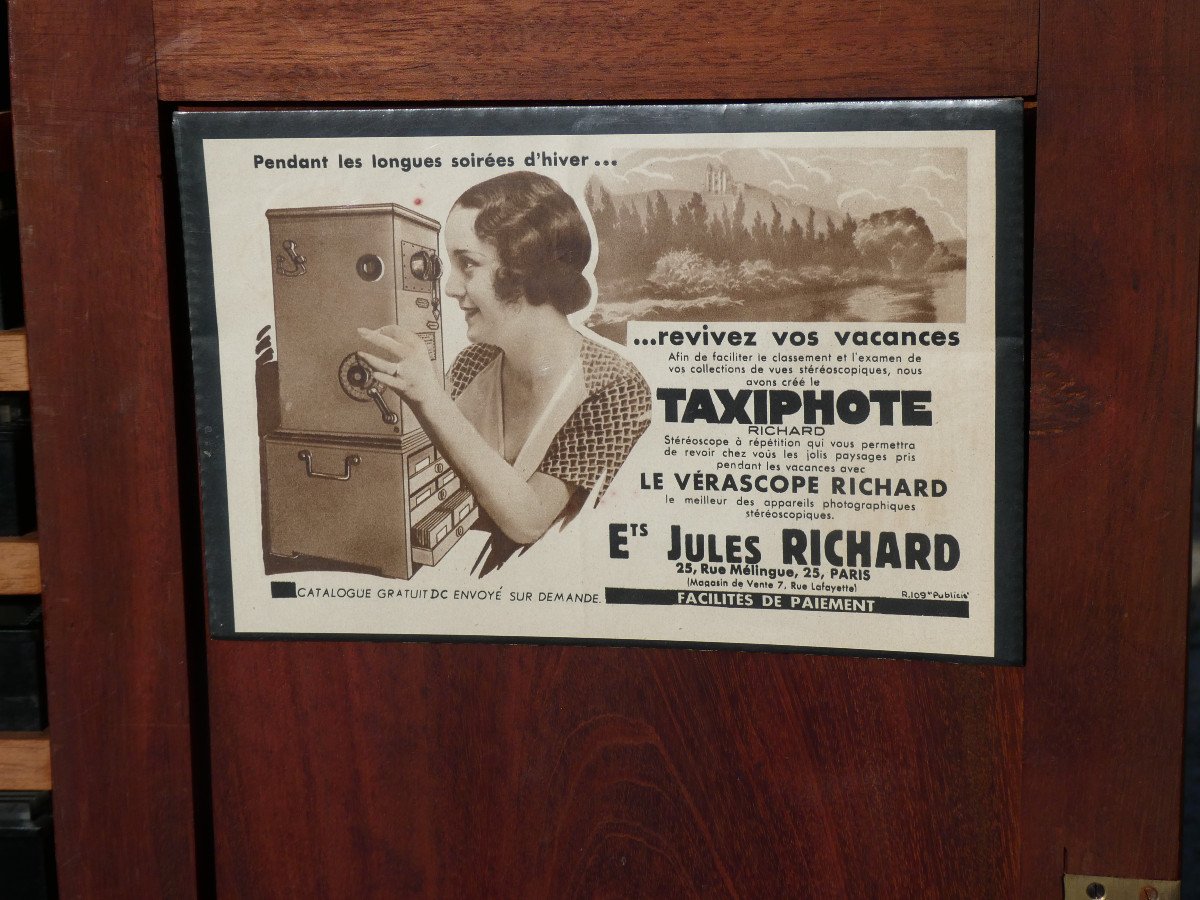 Pendant les longues soirées d'hiver...
...revivez vos vacances
Afin de faciliter le classement et l'examen de
vos collections de vues stéréoscopiques, nous
avons créé le
TAXIPHOTE
RICHARD
Stéréoscope à répétition qui vous permettra
de revoir chez vous les jolis paysages pris
pendant les vacances avec
LE VÉRASCOPE RICHARD
le meilleur des appareils photographiques
stéréoscopiques.
ETS JULES RICHARD
25, Rue Mélingue, 25, PARIS
(Magasin de Vente 7, Rue Lafayette)
CATALOGUE GRATUIT DC ENVOYÉ SUR DEMANDE.
FACILITÉS DE PAIEMENT
R.109 "Publicis"